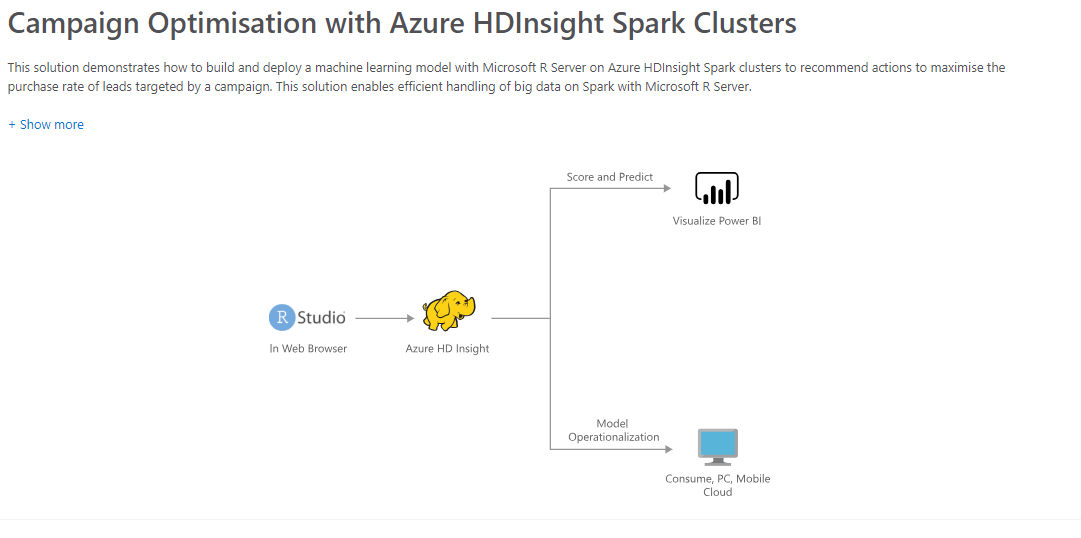 Campaign Optimisation with Azure HDInsight Spark Clusters
This solution demonstrates how to build and deploy a machine learning model with Microsoft R Server on Azure HDInsight Spark clusters to recommend actions to maximise the
purchase rate of leads targeted by a campaign. This solution enables efficient handling of big data on Spark with Microsoft R Server.
+ Show more
Score and Predict
Visualize Power BI
R Studio
In Web Browser
Azure HD Insight
Model
Operationalization
Consume, PC, Mobile
Cloud